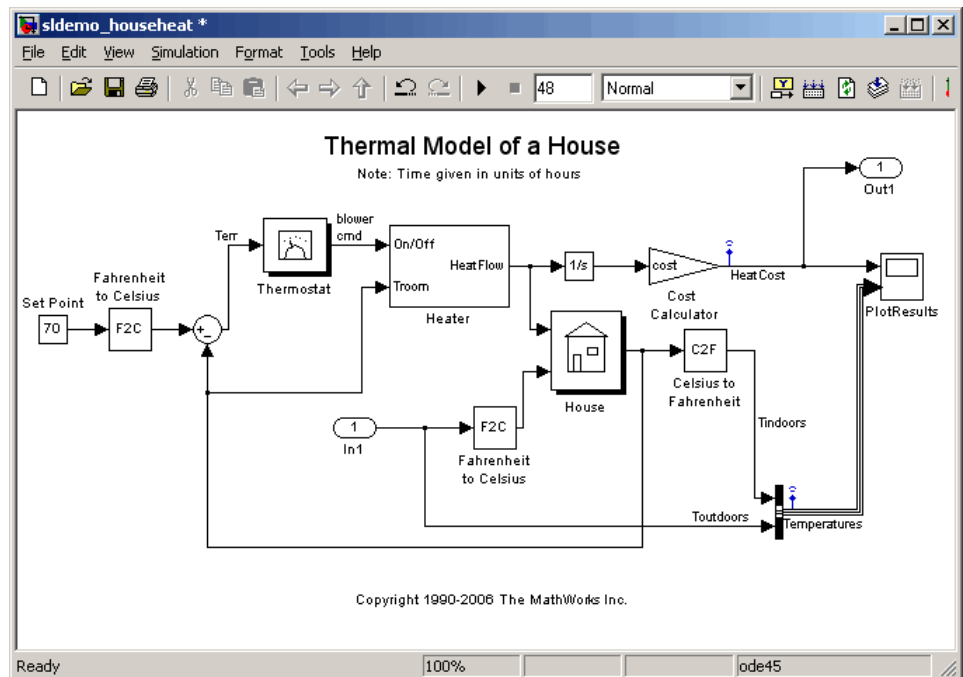 sldemo_househeat *
File Edit View Simulation Format Tools Help
48 Normal
Thermal Model of a House
Note: Time given in units of hours
1
Out1
blower
cmd
Terr
On/Off
HeatFlow
Troom
Heater
Thermostat
1/s
cost
HeatCost
Cost
Calculator
PlotResults
Set Point
70
Fahrenheit
to Celsius
F2C
+
-
House
C2F
Celsius to
Fahrenheit
1
In1
F2C
Fahrenheit
to Celsius
Tindoors
Toutdoors
Temperatures
Copyright 1990-2006 The MathWorks Inc.
Ready 100% ode45